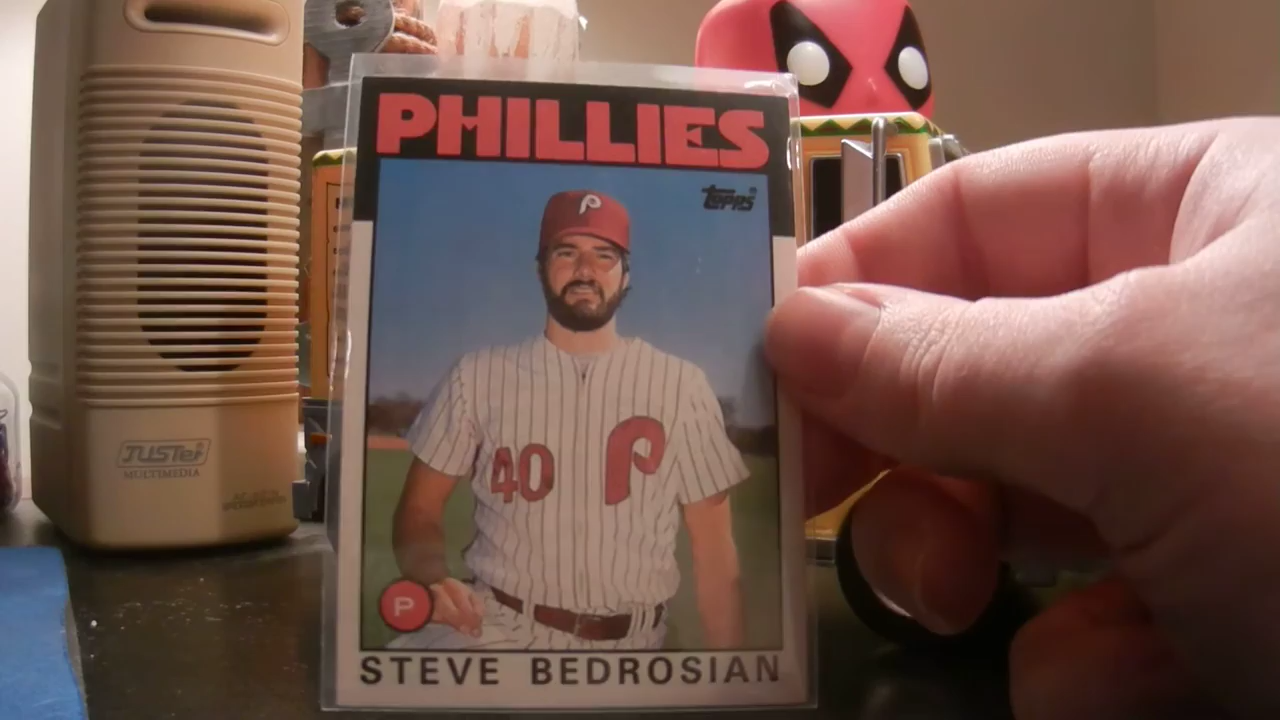 PHILLIES
topps
P
40 P
P
STEVE BEDROSIAN
JUSTer
MULTIMEDIA